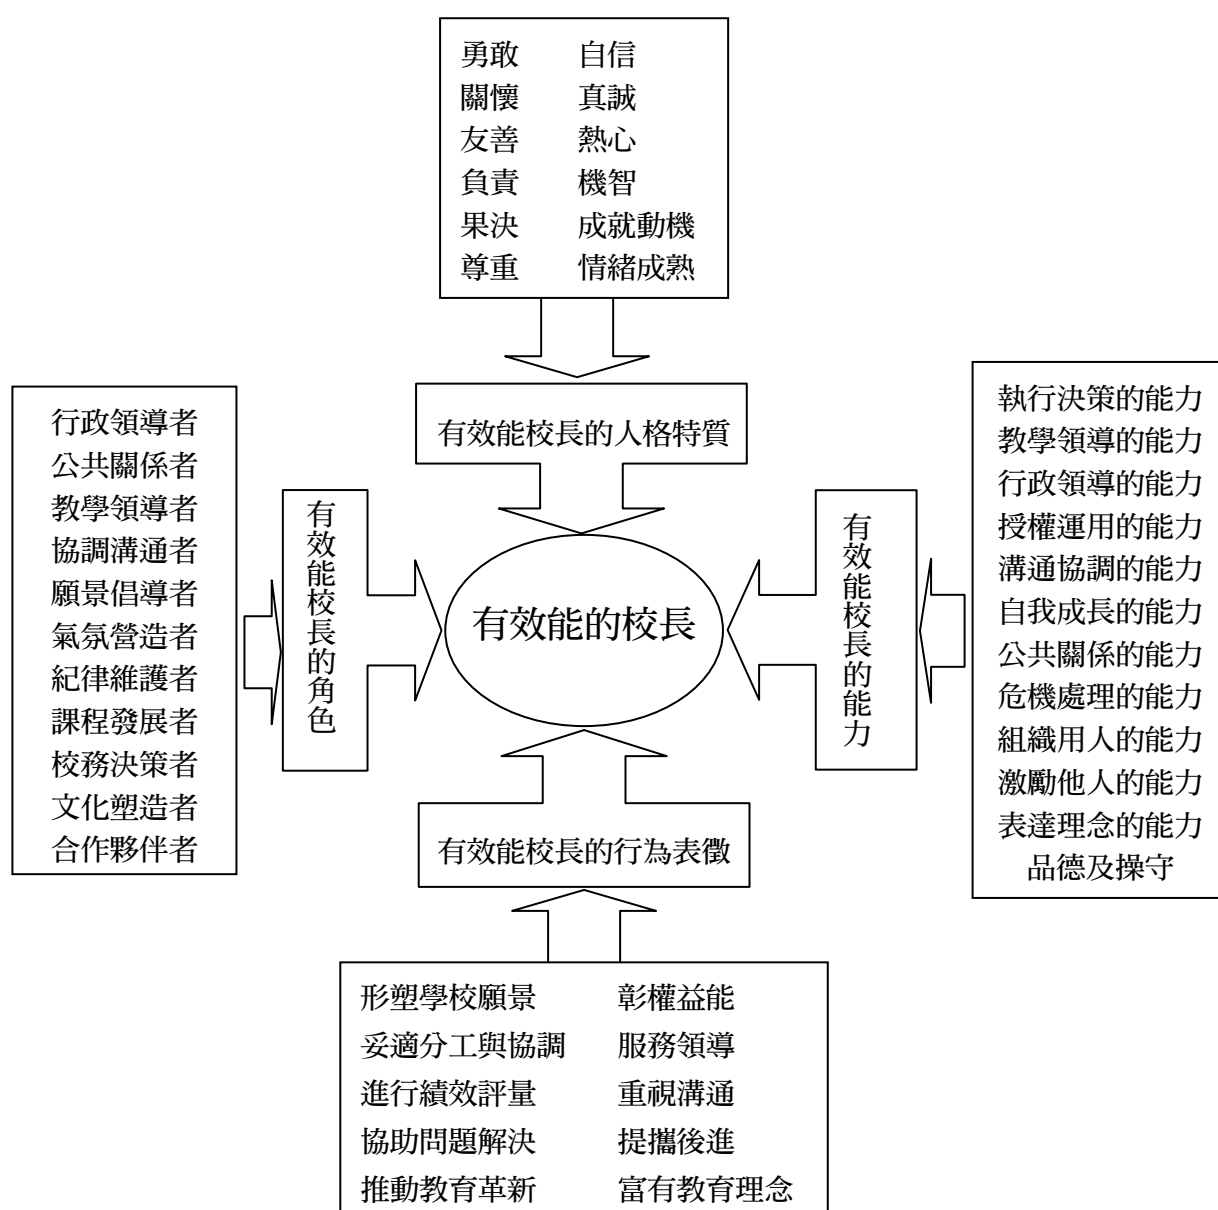 勇敢 自信
關懷 真誠
友善 熱心
負責 機智
果決 成就動機
尊重 情緒成熟
有效能校長的人格特質
行政領導者
公共關係者
教學領導者
協調溝通者
願景倡導者
氣氛營造者
紀律維護者
課程發展者
校務決策者
文化塑造者
合作夥伴者
有效能校長的角色
有效能的校長
有效能校長的能力
執行決策的能力
教學領導的能力
行政領導的能力
授權運用的能力
溝通協調的能力
自我成長的能力
公共關係的能力
危機處理的能力
組織用人的能力
激勵他人的能力
表達理念的能力
品德及操守
有效能校長的行為表徵
形塑學校願景 彰權益能
妥適分工與協調 服務領導
進行績效評量 重視溝通
協助問題解決 提攜後進
推動教育革新 富有教育理念